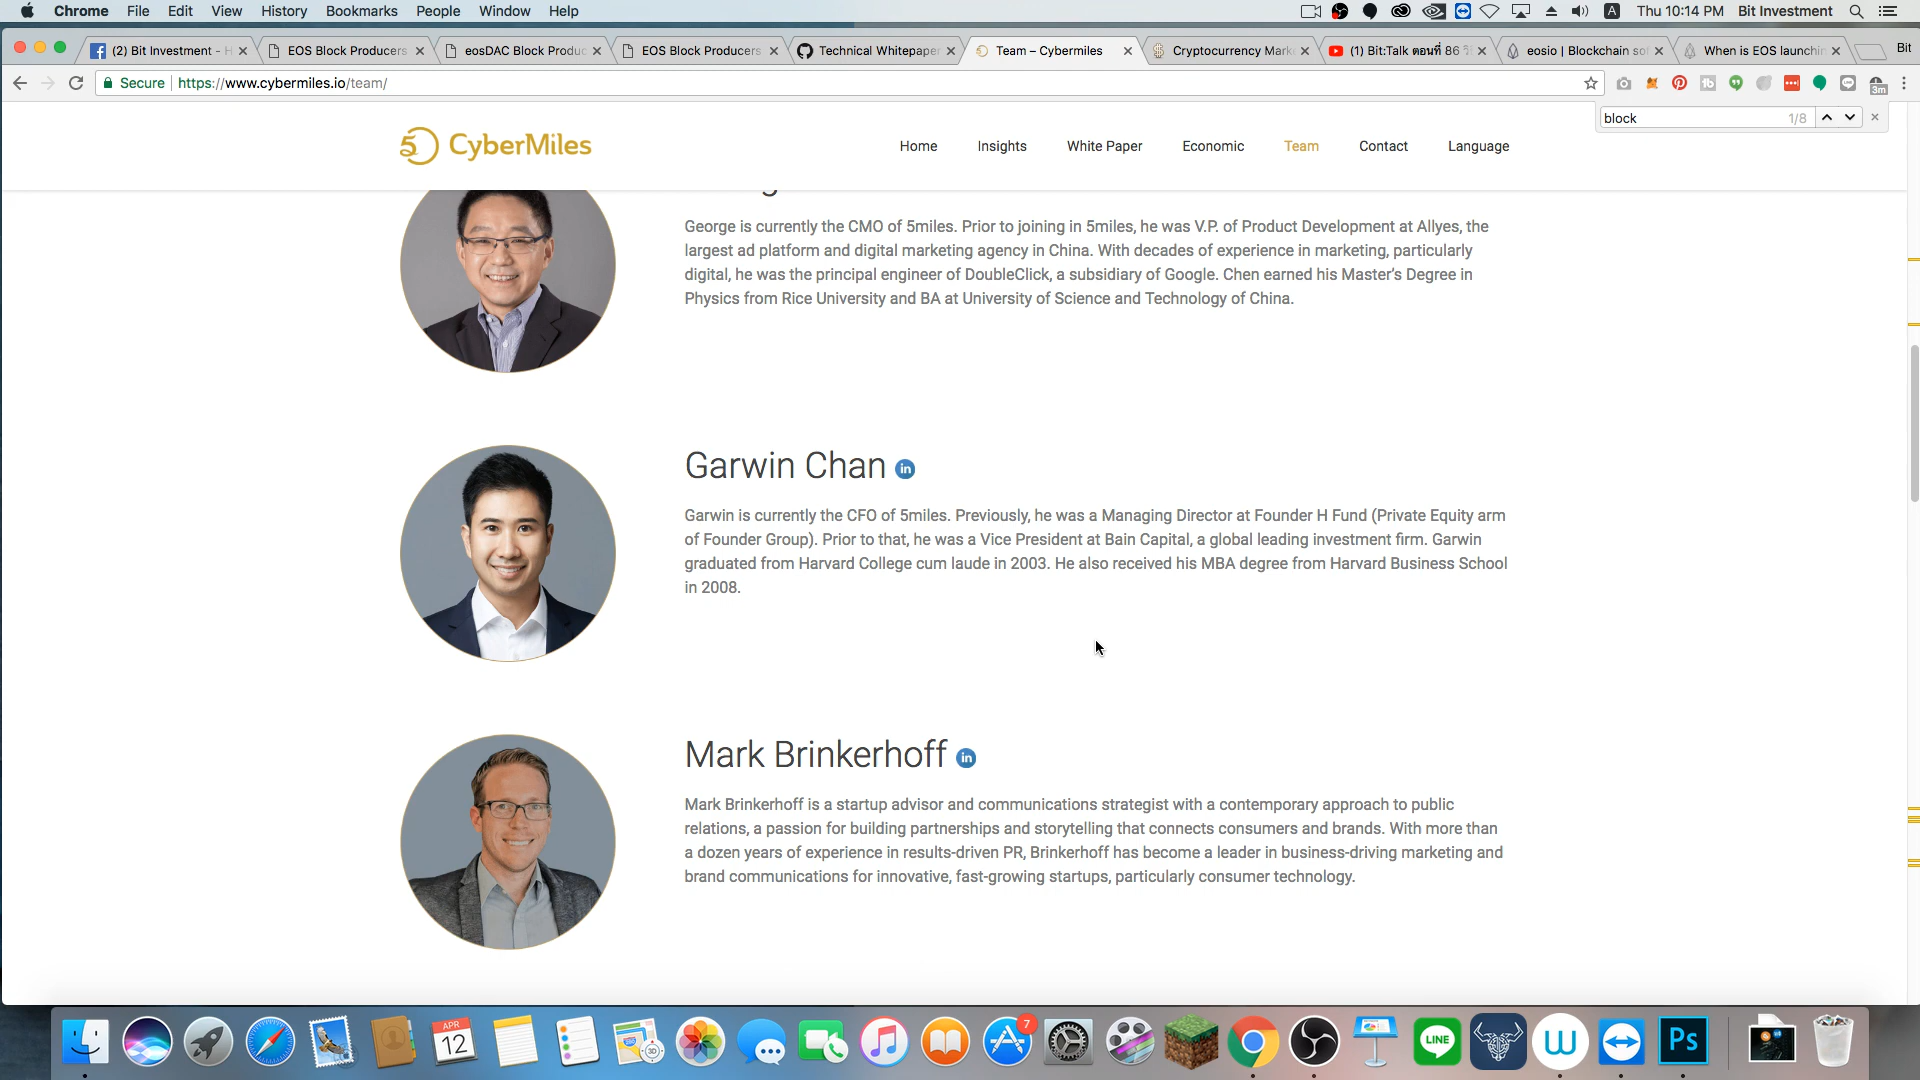 Chrome File Edit View History Bookmarks People Window Help
A Thu 10:14 PM Bit Investment
(2) Bit Investment - H
EOS Block Producers
eosDAC Block Produc
EOS Block Producers
Technical Whitepaper
Team – Cybermiles
Cryptocurrency Marke
(1) Bit:Talk ตอนที่ 86
eosio | Blockchain so
When is EOS launchin
Bit
Secure https://www.cybermiles.io/team/
3m
block 1/8
CyberMiles
Home Insights White Paper Economic Team Contact Language
George is currently the CMO of 5miles. Prior to joining in 5miles, he was V.P. of Product Development at Allyes, the
largest ad platform and digital marketing agency in China. With decades of experience in marketing, particularly
digital, he was the principal engineer of DoubleClick, a subsidiary of Google. Chen earned his Master's Degree in
Physics from Rice University and BA at University of Science and Technology of China.
Garwin Chan in
Garwin is currently the CFO of 5miles. Previously, he was a Managing Director at Founder H Fund (Private Equity arm
of Founder Group). Prior to that, he was a Vice President at Bain Capital, a global leading investment firm. Garwin
graduated from Harvard College cum laude in 2003. He also received his MBA degree from Harvard Business School
in 2008.
Mark Brinkerhoff in
Mark Brinkerhoff is a startup advisor and communications strategist with a contemporary approach to public
relations, a passion for building partnerships and storytelling that connects consumers and brands. With more than
a dozen years of experience in results-driven PR, Brinkerhoff has become a leader in business-driving marketing and
brand communications for innovative, fast-growing startups, particularly consumer technology.
APR
12
7
LINE
W
Ps